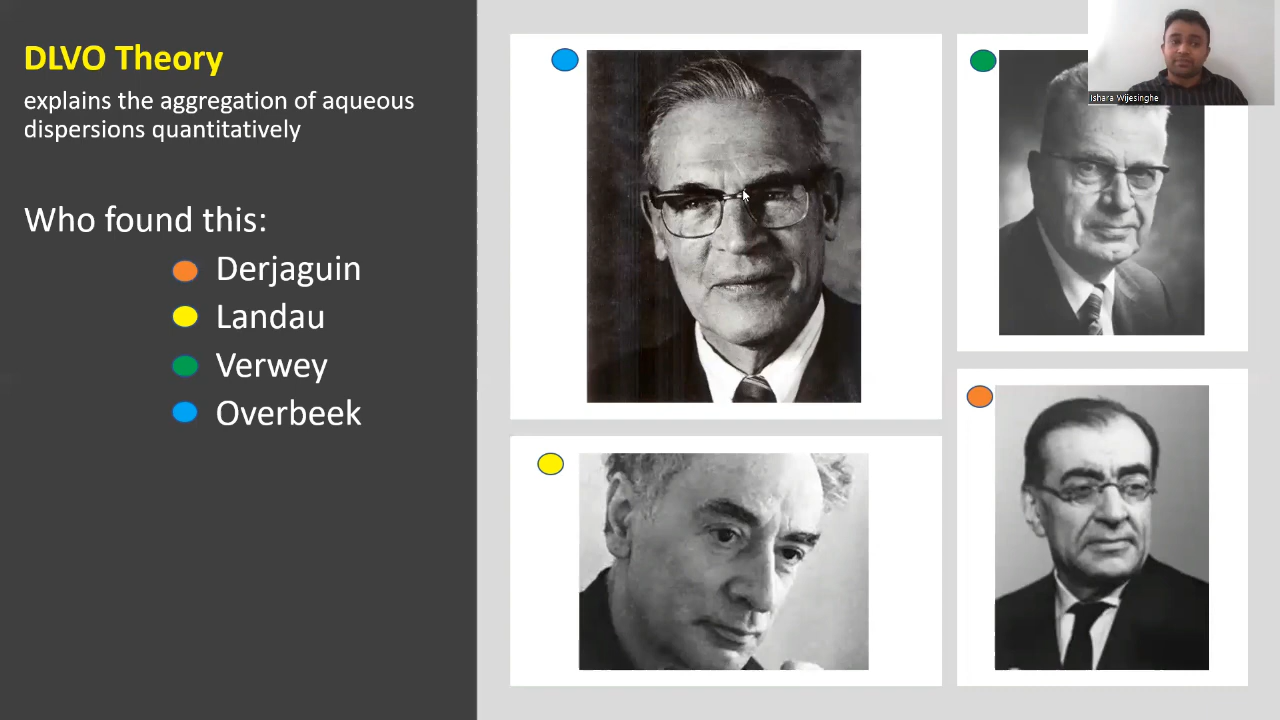 DLVO Theory
explains the aggregation of aqueous
dispersions quantitatively
Who found this:
Derjaguin
Landau
Verwey
Overbeek
Ishara Wijesinghe